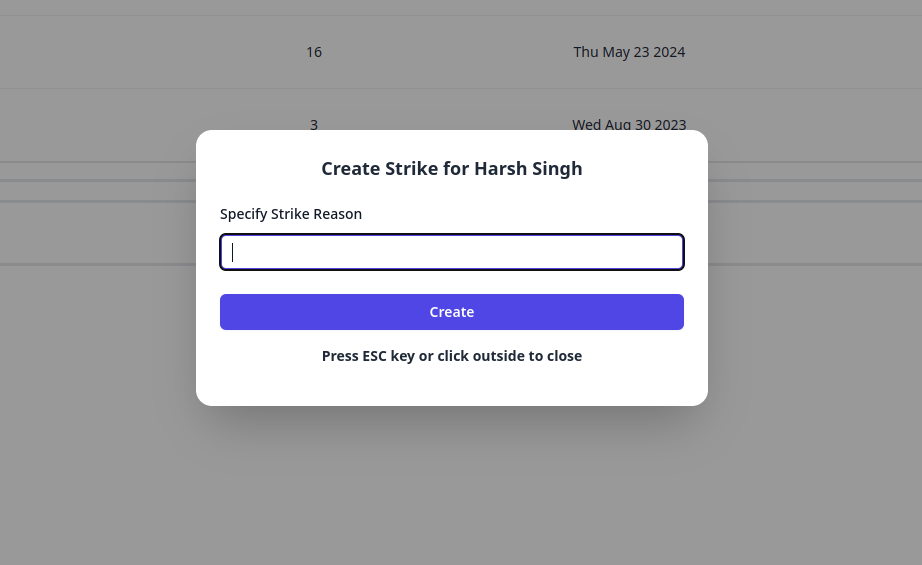 16 Thu May 23 2024
3 Wed Aug 30 2023
Create Strike for Harsh Singh
Specify Strike Reason
Create
Press ESC key or click outside to close